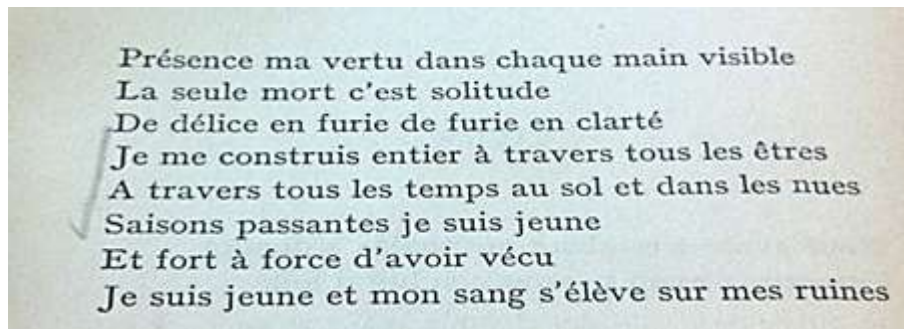 Présence ma vertu dans chaque main visible
La seule mort c'est solitude
De délice en furie de furie en clarté
Je me construis entier à travers tous les êtres
A travers tous les temps au sol et dans les nues
Saisons passantes je suis jeune
Et fort à force d'avoir vécu
Je suis jeune et mon sang s'élève sur mes ruines